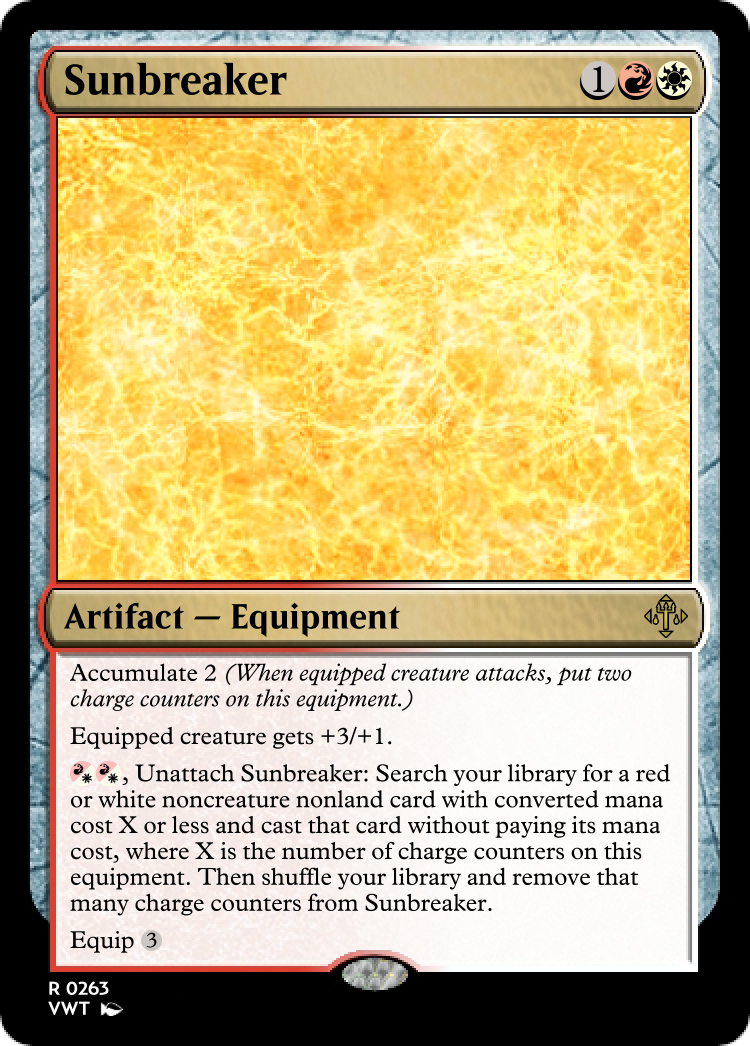 Sunbreaker 1
Artifact — Equipment
Accumulate 2 (When equipped creature attacks, put two
charge counters on this equipment.)
Equipped creature gets +3/+1.
, Unattach Sunbreaker: Search your library for a red
or white noncreature nonland card with converted mana
cost X or less and cast that card without paying its mana
cost, where X is the number of charge counters on this
equipment. Then shuffle your library and remove that
many charge counters from Sunbreaker.
Equip 3
R 0263
VWT